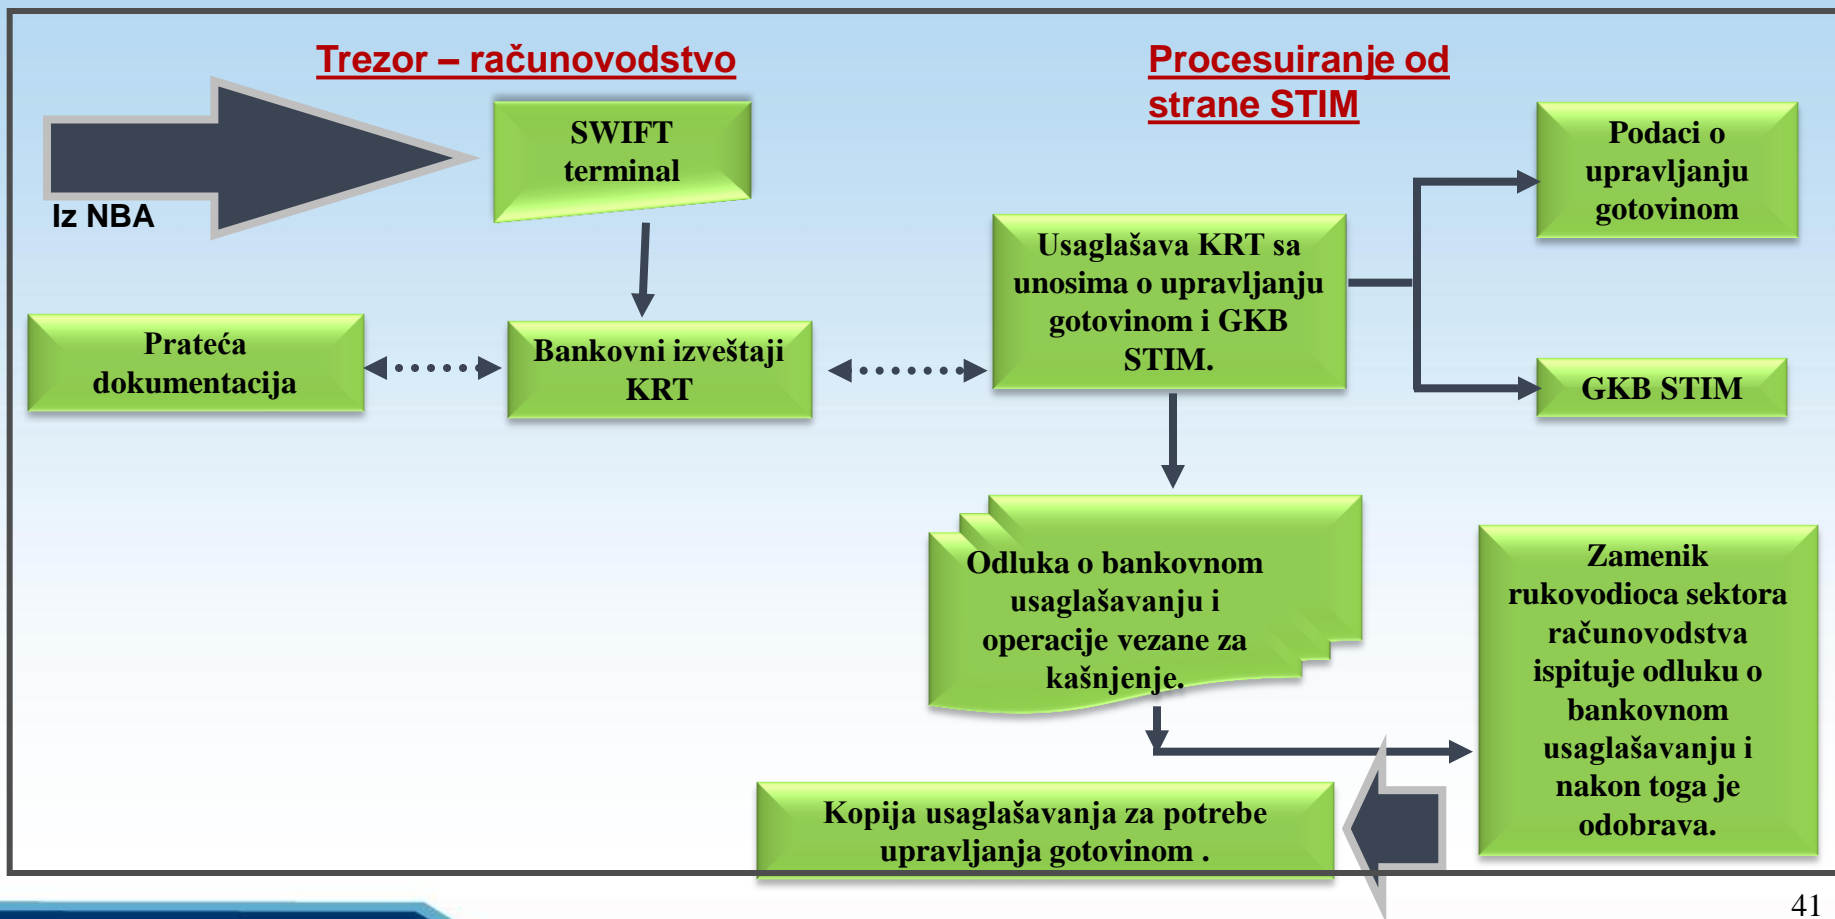 Trezor – računovodstvo
Procesuiranje od
strane STIM
Iz NBA
SWIFT
terminal
Podaci o
upravljanju
gotovinom
Usaglašava KRT sa
unosima o upravljanju
gotovinom i GKB
STIM.
Prateća
dokumentacija
Bankovni izveštaji
KRT
GKB STIM
Odluka o bankovnom
usaglašavanju i
operacije vezane za
kašnjenje.
Zamenik
rukovodioca sektora
računovodstva
ispituje odluku o
bankovnom
usaglašavanju i
nakon toga je
odobrava.
Kopija usaglašavanja za potrebe
upravljanja gotovinom .
41